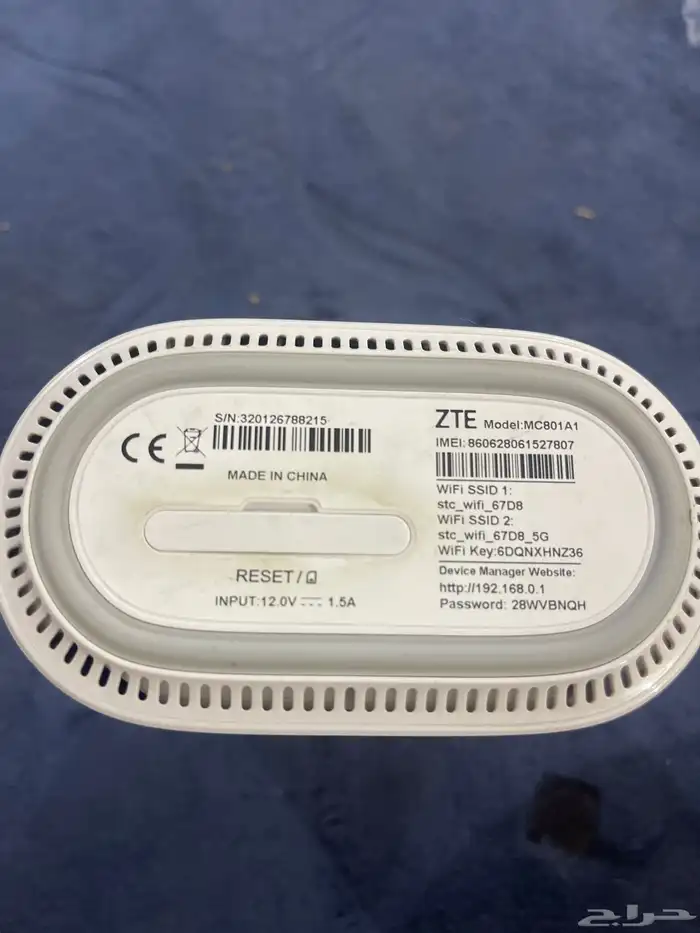 S/N:320126788215
MADE IN CHINA
RESET/
INPUT:12.0V 1.5A
ZTE Model:MC801A1
IMEI:860628061527807
WiFi SSID 1:
stc_wifi_67D8
WiFi SSID 2:
stc_wifi_67D8_5G
WiFi Key:6DQNXHNZ36
Device Manager Website:
http://192.168.0.1
Password: 28WVBNQH
حراج